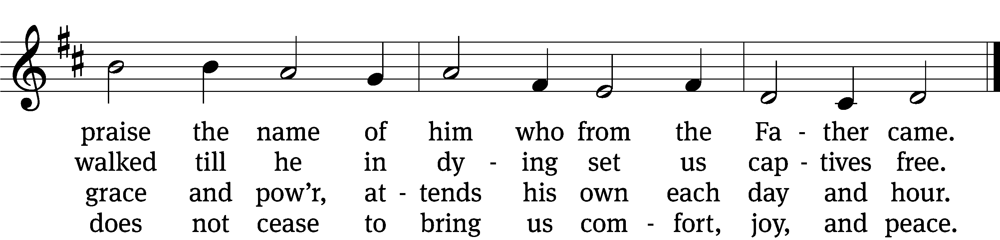 praise the name of him who from the Fa - ther came.
walked till he in dy - ing set us cap - tives free.
grace and pow’r, at - tends his own each day and hour.
does not cease to bring us com - fort, joy, and peace.